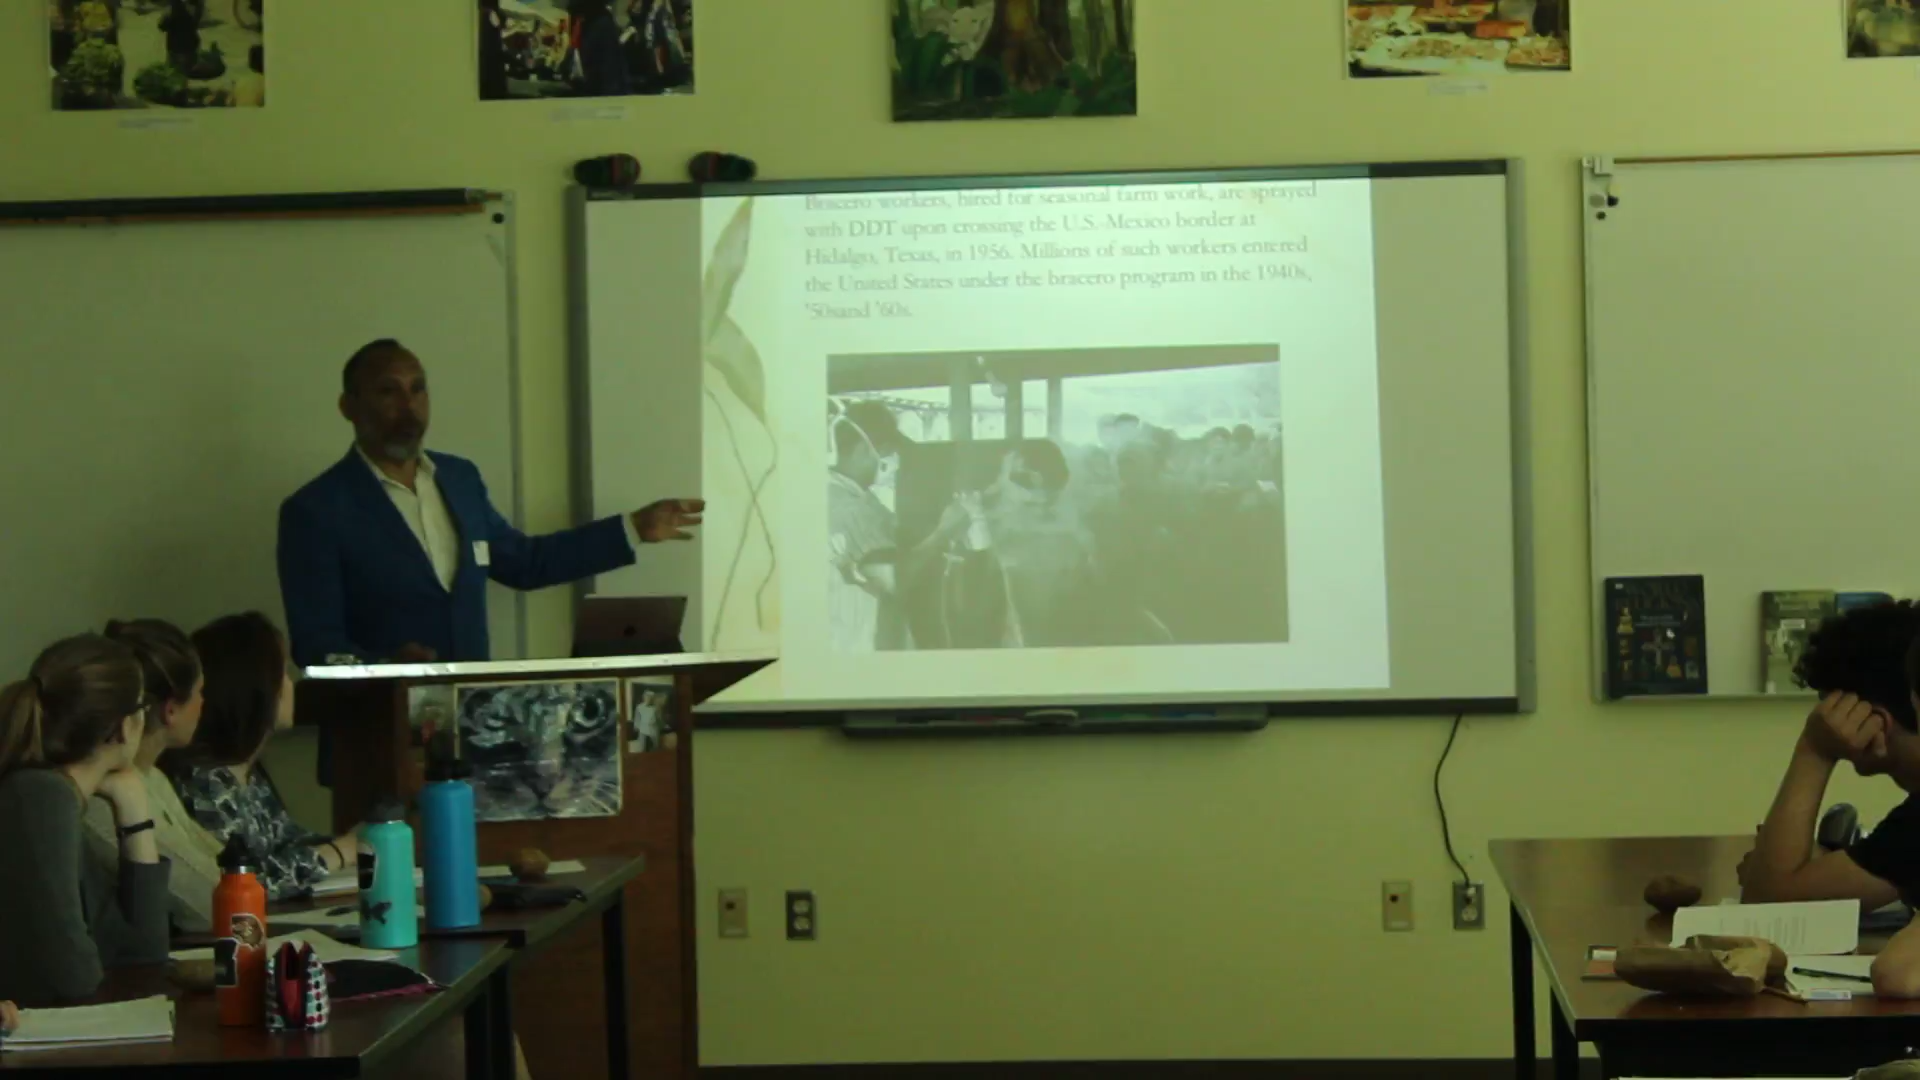 Bracero workers, hired for seasonal farm work, are sprayed
with DDT upon crossing the U.S.-Mexico border at
Hidalgo, Texas, in 1956. Millions of such workers entered
the United States under the bracero program in the 1940s,
'50sand '60s.